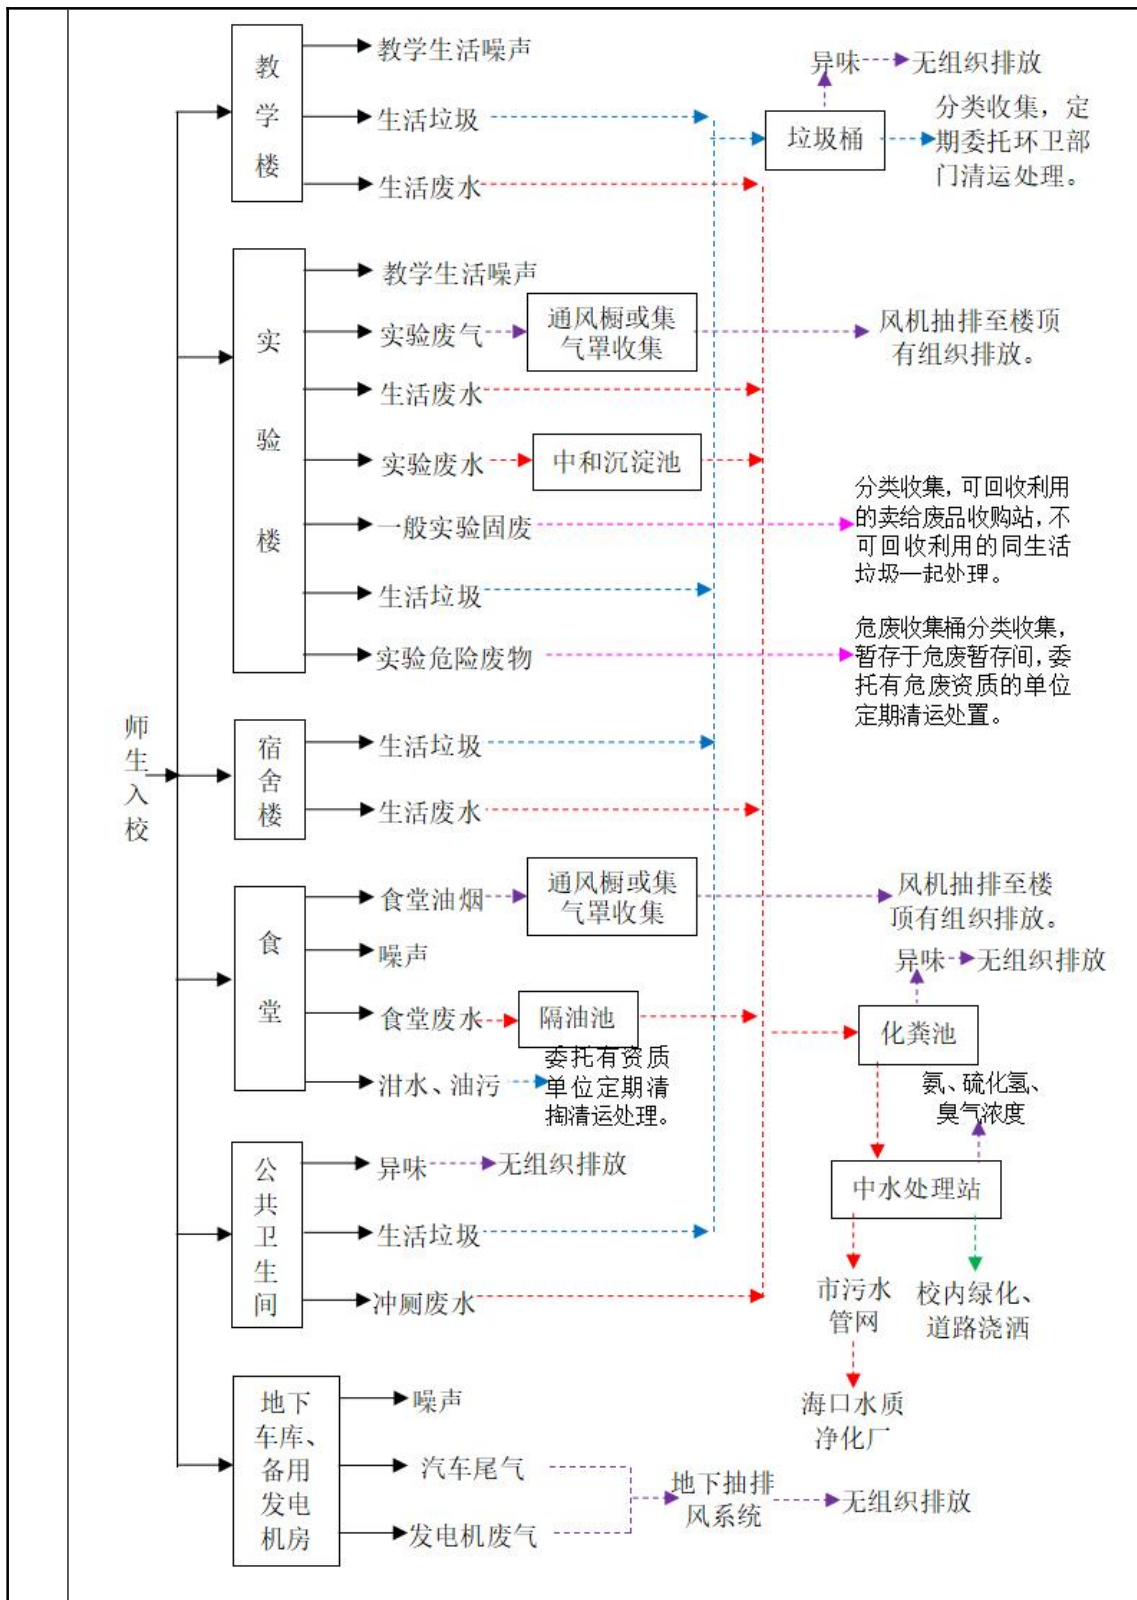 师生入校
教学楼
教学生活噪声
生活垃圾
生活废水
异味
无组织排放
垃圾桶
分类收集，定
期委托环卫部
门清运处理。
实验楼
教学生活噪声
实验废气
通风橱或集
气罩收集
风机抽排至楼顶
有组织排放。
生活废水
实验废水
中和沉淀池
一般实验固废
分类收集，可回收利用
的卖给废品收购站，不
可回收利用的同生活
垃圾一起处理。
生活垃圾
实验危险废物
危废收集桶分类收集，
暂存于危废暂存间，委
托有危废资质的单位
定期清运处置。
宿舍楼
生活垃圾
生活废水
食堂
食堂油烟
通风橱或集
气罩收集
风机抽排至楼
顶有组织排放。
噪声
食堂废水
隔油池
泔水、油污
委托有资质
单位定期清
掏清运处理。
异味
无组织排放
化粪池
氨、硫化氢、
臭气浓度
中水处理站
市污水
管网
校内绿化、
道路浇洒
海口水质
净化厂
公共卫生间
异味
无组织排放
生活垃圾
冲厕废水
地下
车库、
备用
发电
机房
噪声
汽车尾气
发电机废气
地下抽排
风系统
无组织排放